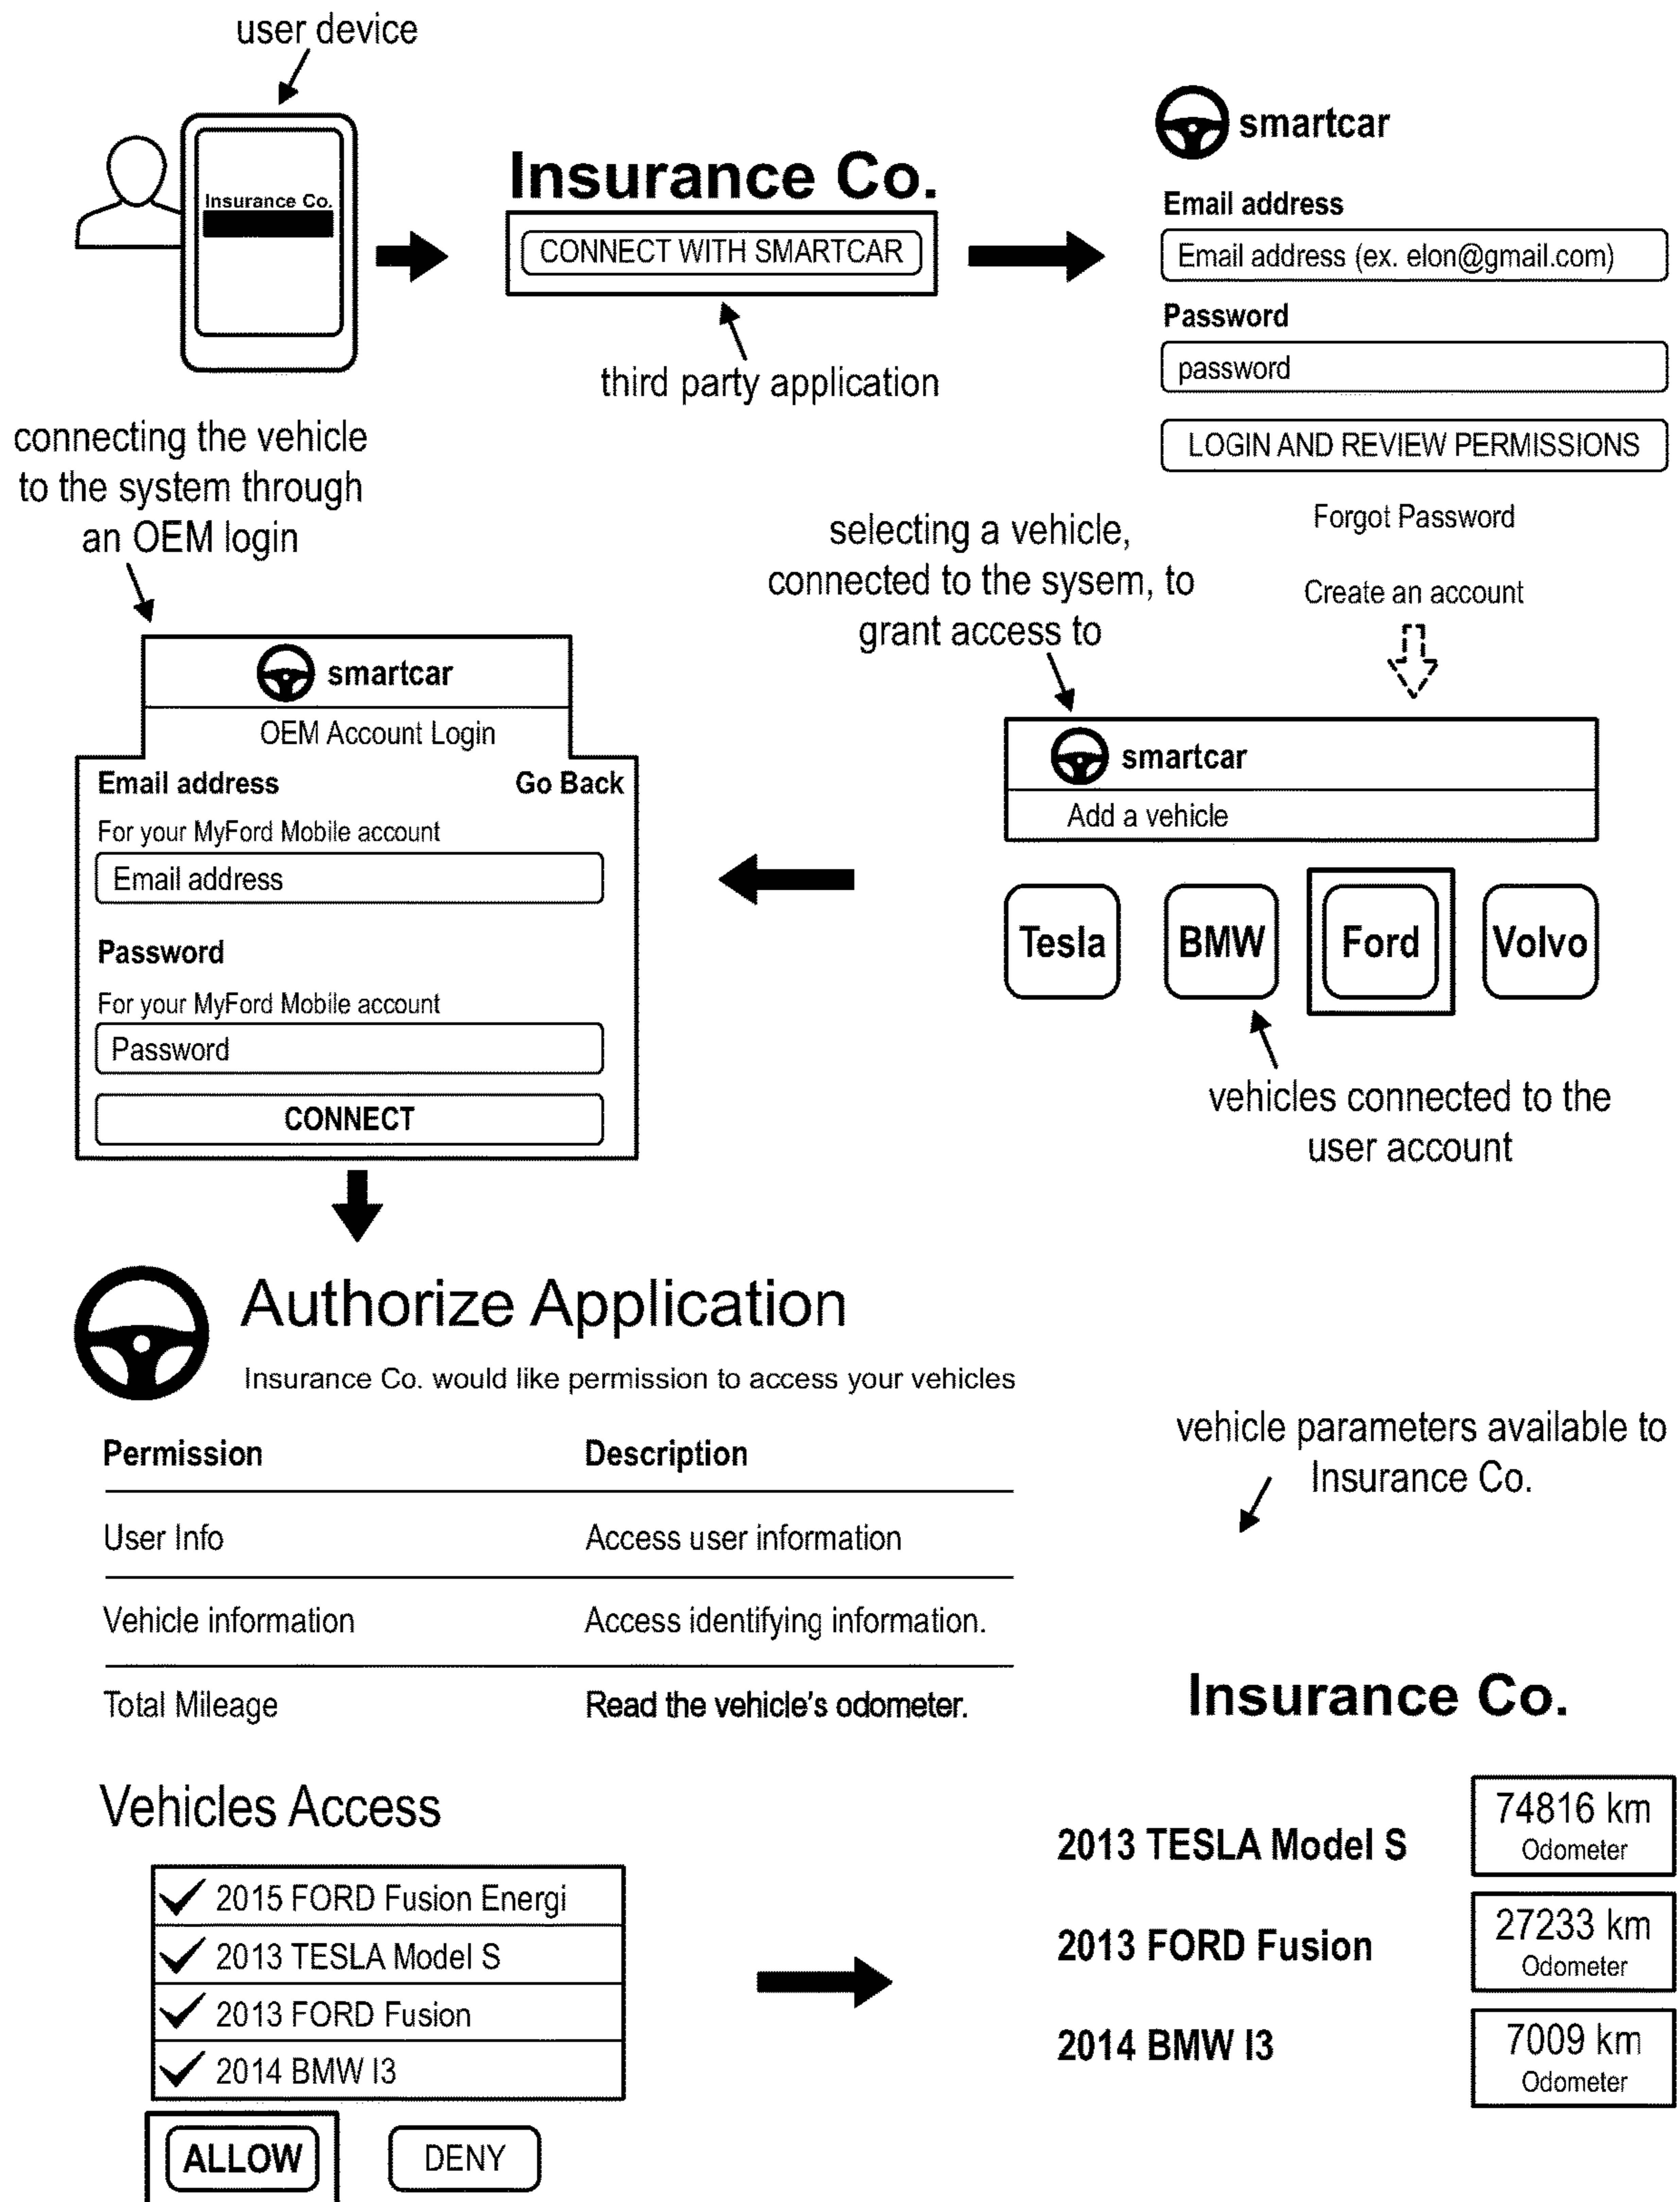 user device
Insurance Co.
Insurance Co.
CONNECT WITH SMARTCAR
third party application
smartcar
Email address
Email address (ex. elon@gmail.com)
Password
password
LOGIN AND REVIEW PERMISSIONS
Forgot Password
Create an account
connecting the vehicle
to the system through
an OEM login
selecting a vehicle,
connected to the sysem, to
grant access to
smartcar
Add a vehicle
Tesla
BMW
Ford
Volvo
vehicles connected to the
user account
smartcar
OEM Account Login
Email address Go Back
For your MyFord Mobile account
Email address
Password
For your MyFord Mobile account
Password
CONNECT
Authorize Application
Insurance Co. would like permission to access your vehicles
Permission Description
User Info Access user information
Vehicle information Access identifying information.
Total Mileage Read the vehicle's odometer.
Vehicles Access
2015 FORD Fusion Energi
2013 TESLA Model S
2013 FORD Fusion
2014 BMW I3
ALLOW DENY
vehicle parameters available to
Insurance Co.
Insurance Co.
2013 TESLA Model S
74816 km
Odometer
2013 FORD Fusion
27233 km
Odometer
2014 BMW I3
7009 km
Odometer